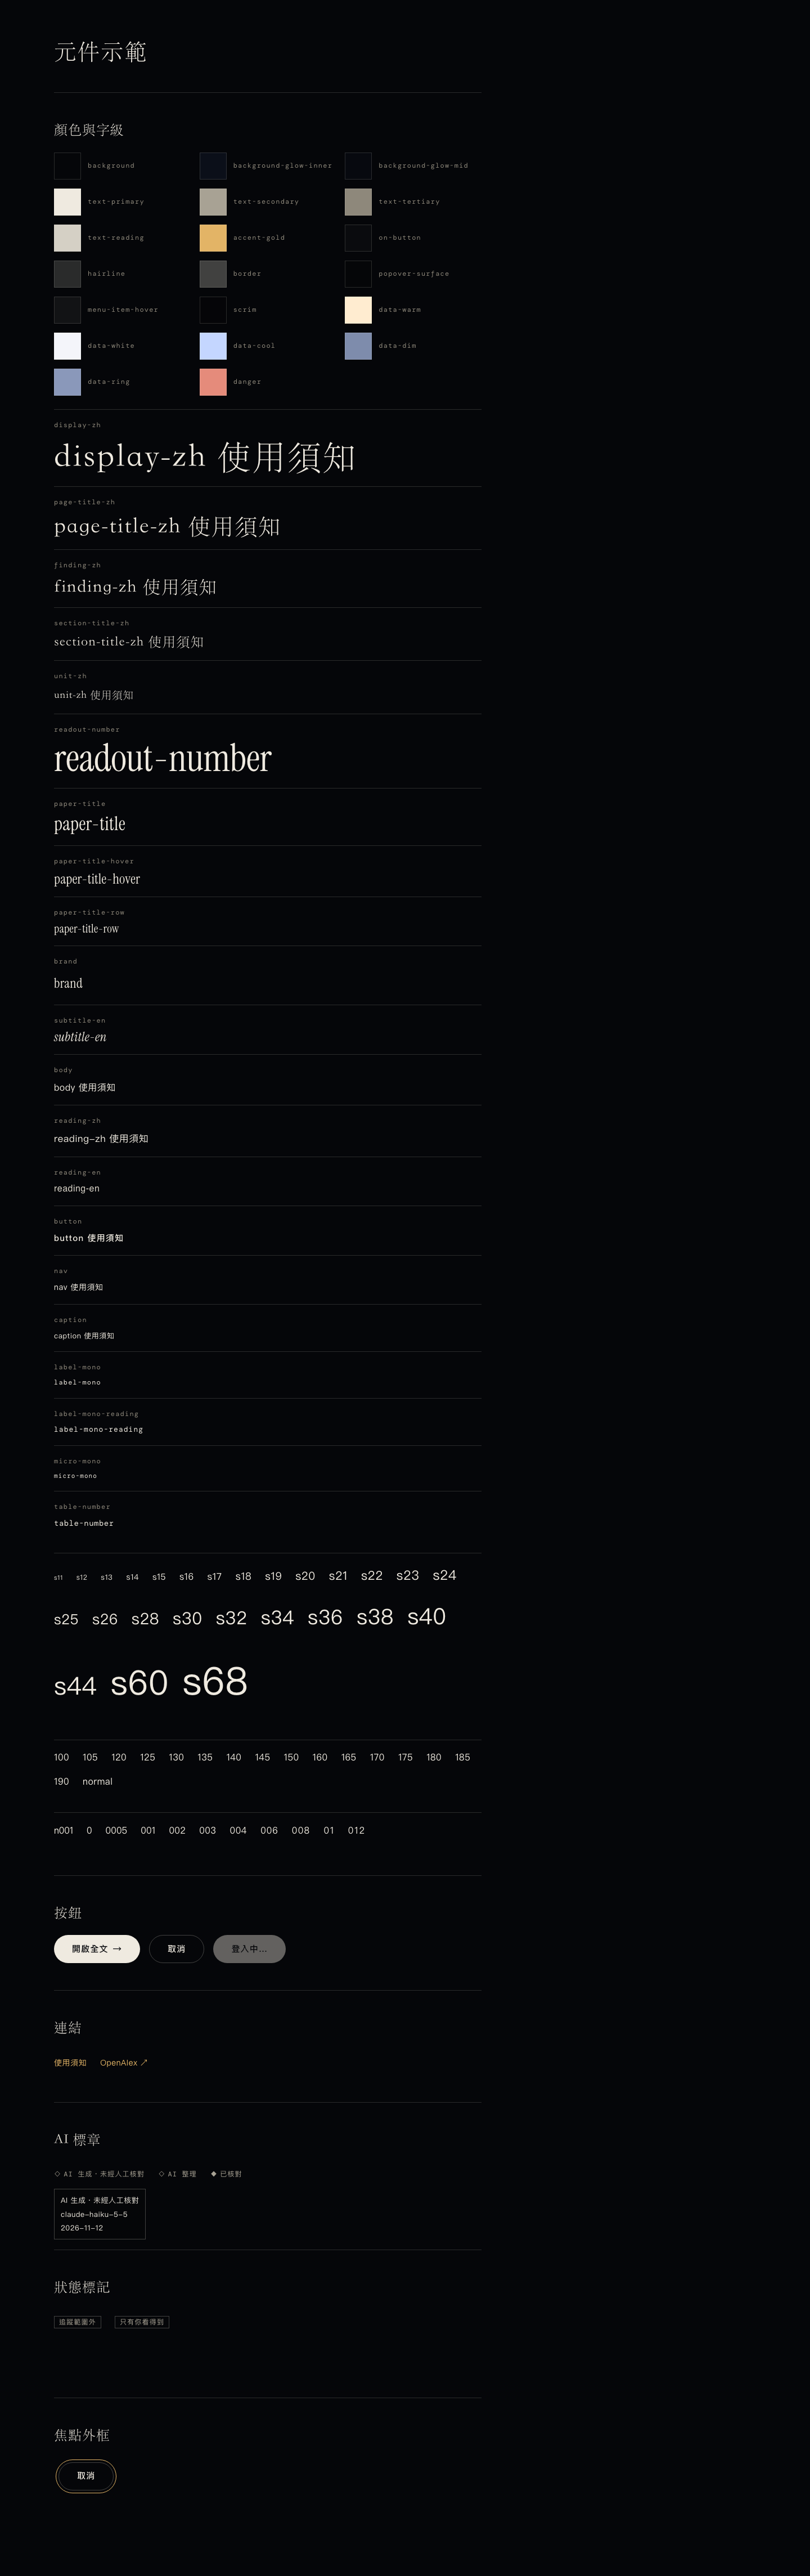 元件示範
顏色與字級
background
background-glow-inner
background-glow-mid
text-primary
text-secondary
text-tertiary
text-reading
accent-gold
on-button
hairline
border
popover-surface
menu-item-hover
scrim
data-warm
data-white
data-cool
data-dim
data-ring
danger
display-zh
display-zh 使用須知
page-title-zh
page-title-zh 使用須知
finding-zh
finding-zh 使用須知
section-title-zh
section-title-zh 使用須知
unit-zh
unit-zh 使用須知
readout-number
readout-number
paper-title
paper-title
paper-title-hover
paper-title-hover
paper-title-row
paper-title-row
brand
brand
subtitle-en
subtitle-en
body
body 使用須知
reading-zh
reading-zh 使用須知
reading-en
reading-en
button
button 使用須知
nav
nav 使用須知
caption
caption 使用須知
label-mono
label-mono
label-mono-reading
label-mono-reading
micro-mono
micro-mono
table-number
table-number
s11 s12 s13 s14 s15 s16 s17 s18 s19 s20 s21 s22 s23 s24
s25 s26 s28 s30 s32 s34 s36 s38 s40
s44 s60 s68
100 105 120 125 130 135 140 145 150 160 165 170 175 180 185
190 normal
n001 0 0005 001 002 003 004 006 008 01 012
按鈕
開啟全文 →
取消
登入中…
連結
使用須知 OpenAlex ↗
AI 標章
◇ AI 生成 · 未經人工核對 ◇ AI 整理 ◆ 已核對
AI 生成 · 未經人工核對
claude-haiku-5-5
2026-11-12
狀態標記
追蹤範圍外 只有你看得到
焦點外框
取消